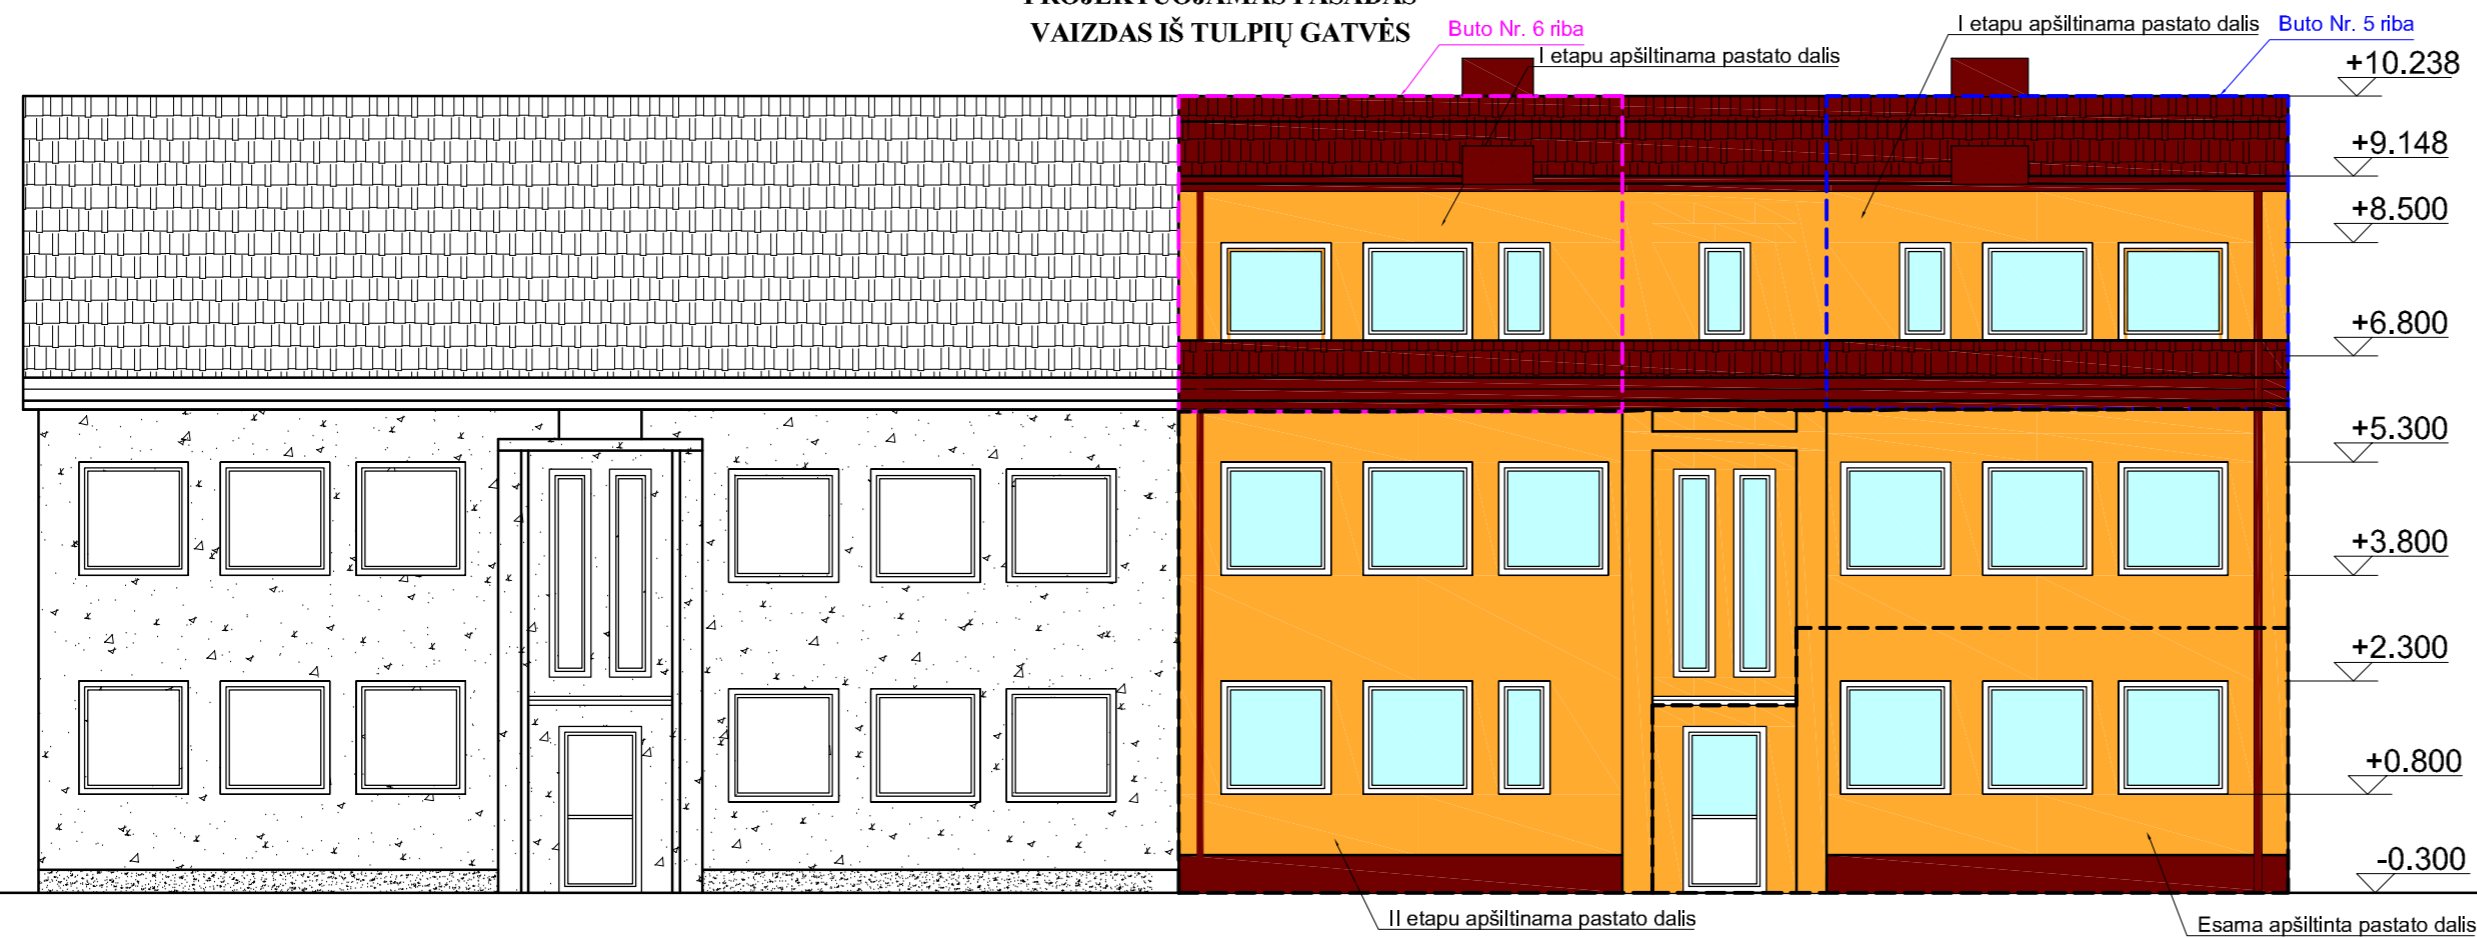 PROJEKTUOJAMAS FASADAS
VAIZDAS IŠ TULPIŲ GATVĖS
Buto Nr. 6 riba
I etapu apšiltinama pastato dalis
I etapu apšiltinama pastato dalis
Buto Nr. 5 riba
+10.238
+9.148
+8.500
+6.800
+5.300
+3.800
+2.300
+0.800
-0.300
II etapu apšiltinama pastato dalis
Esama apšiltinta pastato dalis